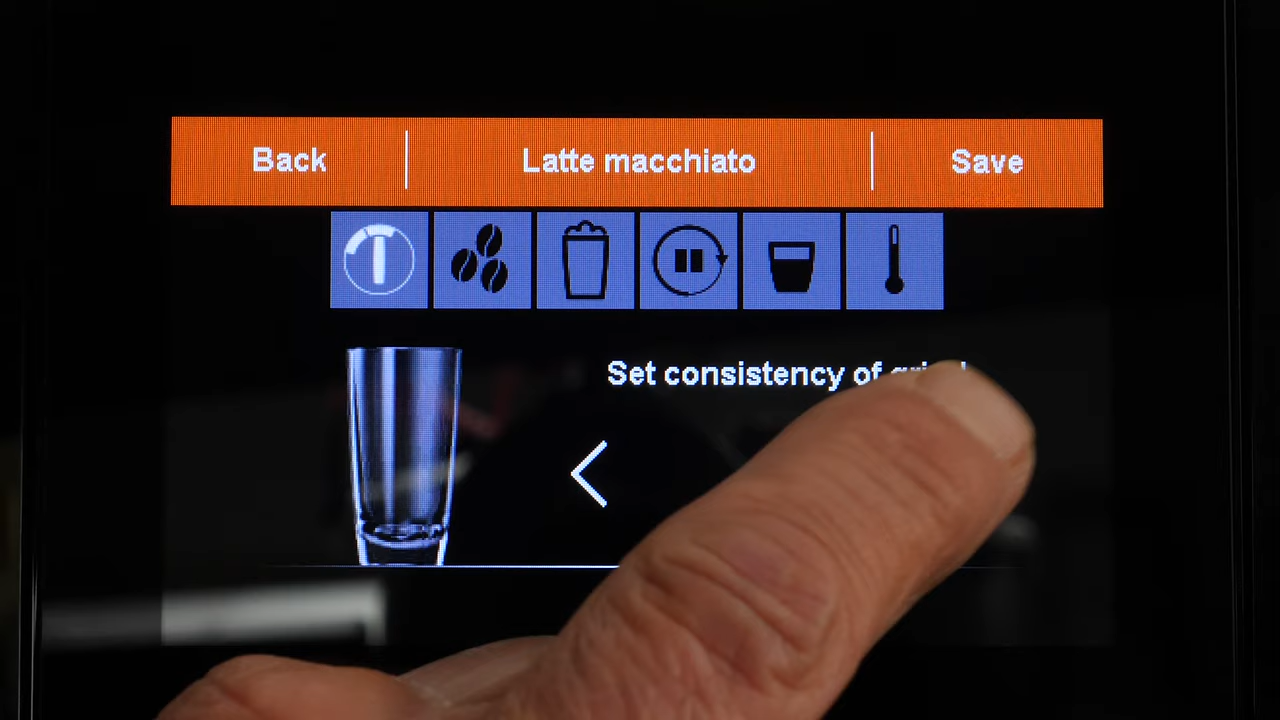 Back
Latte macchiato
Save
Set consistency of